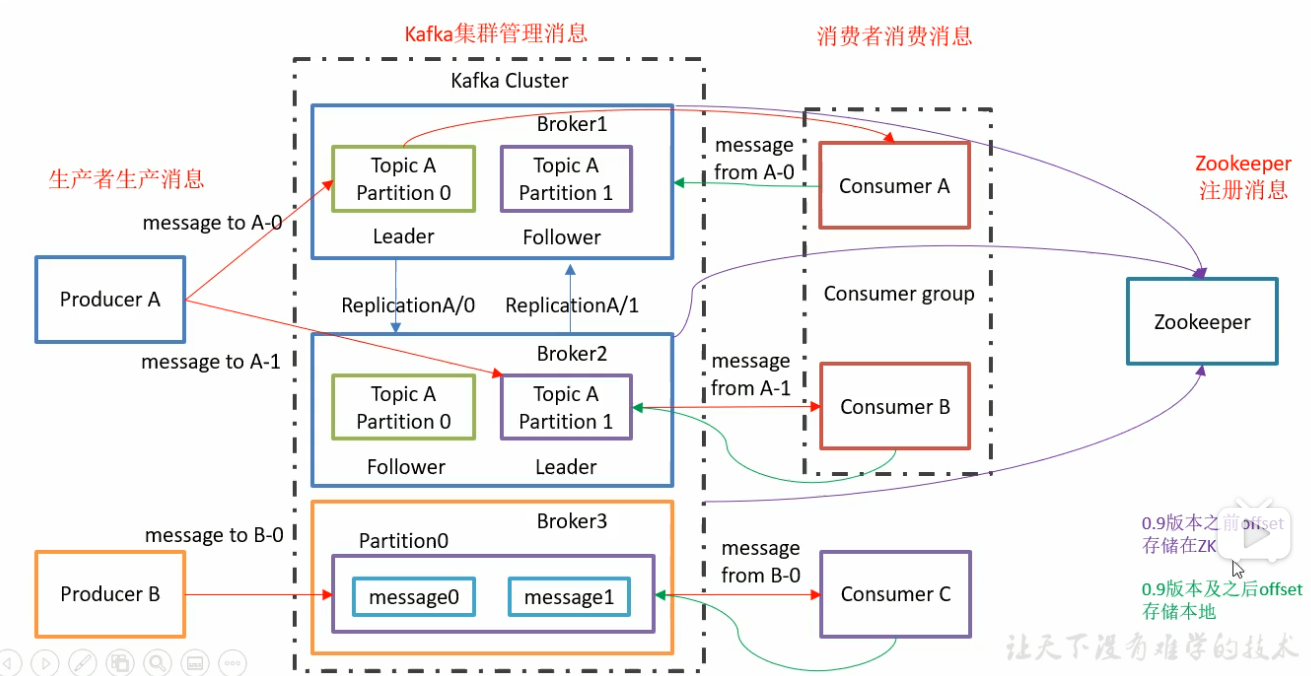 Kafka集群管理消息
消费者消费消息
Kafka Cluster
Broker1
Topic A
Partition 0
Topic A
Partition 1
Leader
Follower
message
from A-0
Consumer A
Zookeeper
注册消息
生产者生产消息
message to A-0
Producer A
ReplicationA/0
ReplicationA/1
Consumer group
Zookeeper
message to A-1
Broker2
Topic A
Partition 0
Topic A
Partition 1
Follower
Leader
message
from A-1
Consumer B
message to B-0
Broker3
Partition0
message0
message1
Producer B
message
from B-0
Consumer C
0.9版本之前offset
存储在ZK
0.9版本及之后offset
存储本地
让天下没有难学的技术